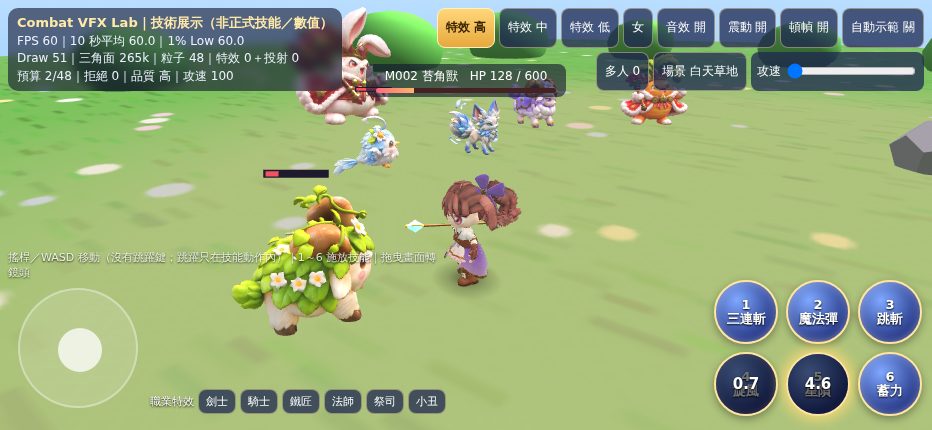 Combat VFX Lab｜技術展示（非正式技能／數值）
FPS 60｜10 秒平均 60.0｜1% Low 60.0
Draw 51｜三角面 265k｜粒子 48｜特效 0＋投射 0
預算 2/48｜拒絕 0｜品質 高｜攻速 100
特效 高
特效 中
特效 低
女
音效 開
震動 開
頓幀 開
自動示範 關
多人 0
場景 白天草地
攻速
M002 苔角獸 HP 128 / 600
搖桿／WASD 移動（沒有跳躍鍵；跳躍只在技能動作內）｜1～6 施放技能｜拖曳畫面轉
鏡頭
1
三連斬
2
魔法彈
3
跳斬
4
0.7
旋風
5
4.6
星隕
6
蓄力
職業特效
劍士
騎士
鐵匠
法師
祭司
小丑